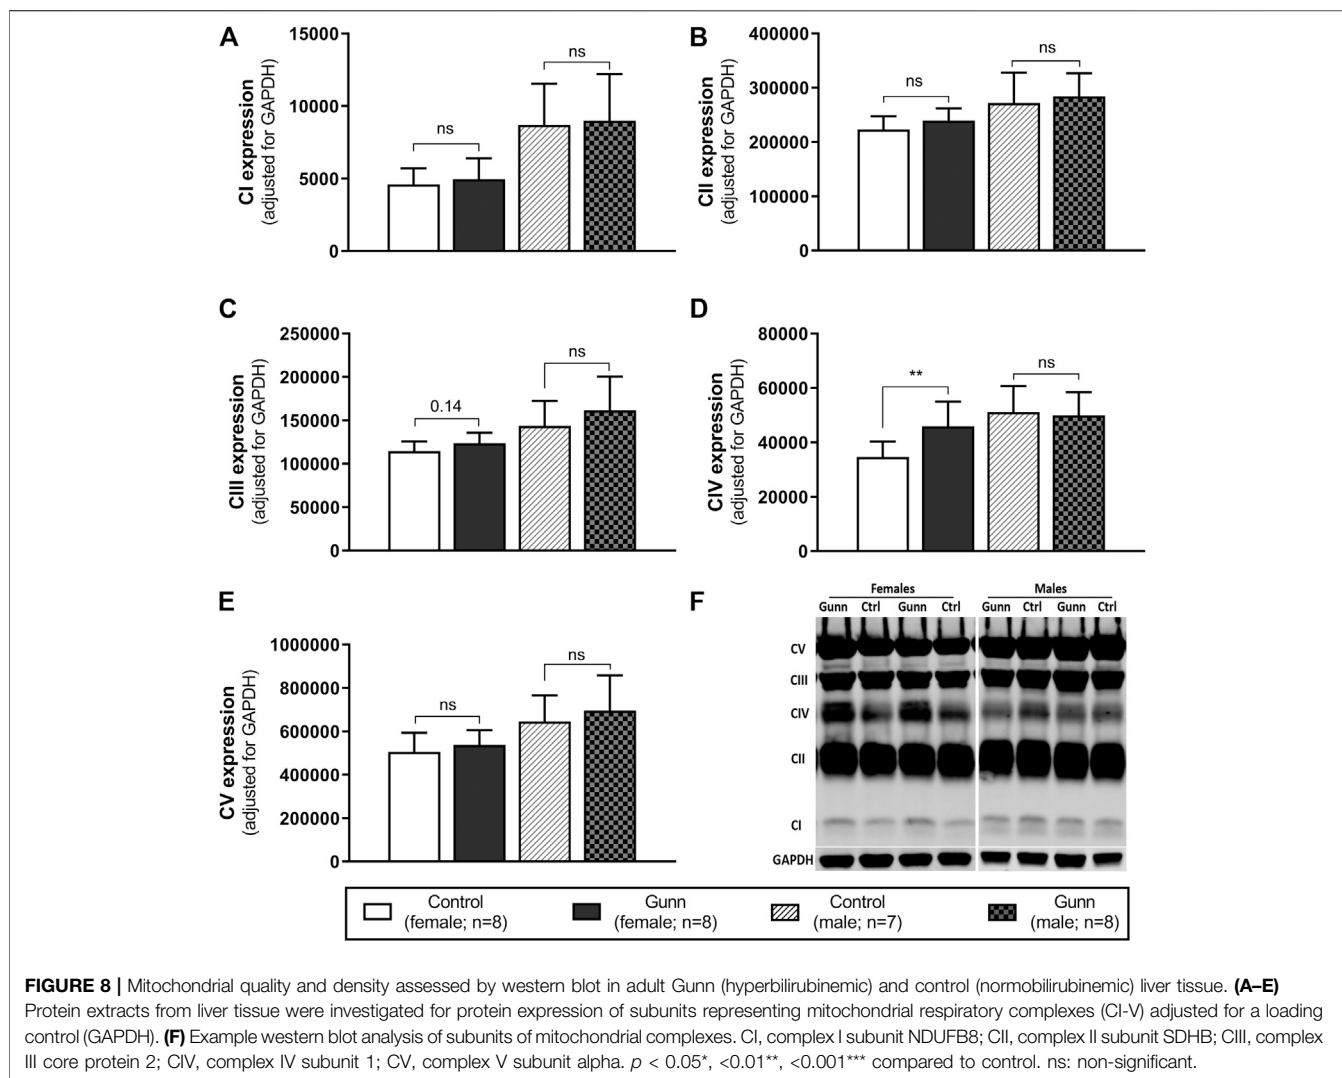 A
CI expression
(adjusted for GAPDH)
15000
10000
5000
0
ns
ns
B
CII expression
(adjusted for GAPDH)
400000
300000
200000
100000
0
ns
ns
C
CIII expression
(adjusted for GAPDH)
250000
200000
150000
100000
50000
0
0.14
ns
D
CIV expression
(adjusted for GAPDH)
80000
60000
40000
20000
0
**
ns
E
CV expression
(adjusted for GAPDH)
1000000
800000
600000
400000
200000
0
ns
ns
F
Females Males
Gunn Ctrl Gunn Ctrl Gunn Ctrl Gunn Ctrl
CV
CIII
CIV
CII
CI
GAPDH
Control
(female; n=8)
Gunn
(female; n=8)
Control
(male; n=7)
Gunn
(male; n=8)
FIGURE 8 | Mitochondrial quality and density assessed by western blot in adult Gunn (hyperbilirubinemic) and control (normobilirubinemic) liver tissue. (A–E)
Protein extracts from liver tissue were investigated for protein expression of subunits representing mitochondrial respiratory complexes (CI-V) adjusted for a loading
control (GAPDH). (F) Example western blot analysis of subunits of mitochondrial complexes. CI, complex I subunit NDUFB8; CII, complex II subunit SDHB; CIII, complex
III core protein 2; CIV, complex IV subunit 1; CV, complex V subunit alpha. p < 0.05*, <0.01**, <0.001*** compared to control. ns: non-significant.